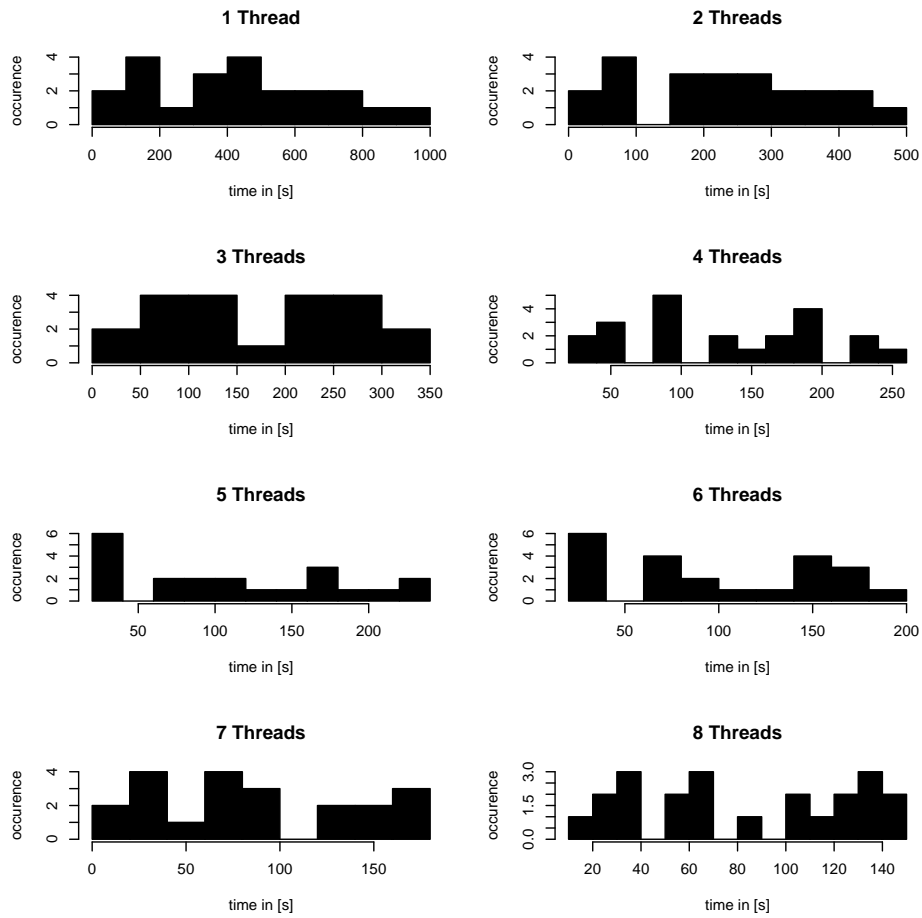 1 Thread
occurence
0 2 4
0 200 400 600 800 1000
time in [s]
2 Threads
occurence
0 2 4
0 100 200 300 400 500
time in [s]
3 Threads
occurence
0 2 4
0 50 100 150 200 250 300 350
time in [s]
4 Threads
occurence
0 2 4
50 100 150 200 250
time in [s]
5 Threads
occurence
0 2 4 6
50 100 150 200
time in [s]
6 Threads
occurence
0 2 4 6
50 100 150 200
time in [s]
7 Threads
occurence
0 2 4
0 50 100 150
time in [s]
8 Threads
occurence
0.0 1.5 3.0
20 40 60 80 100 120 140
time in [s]